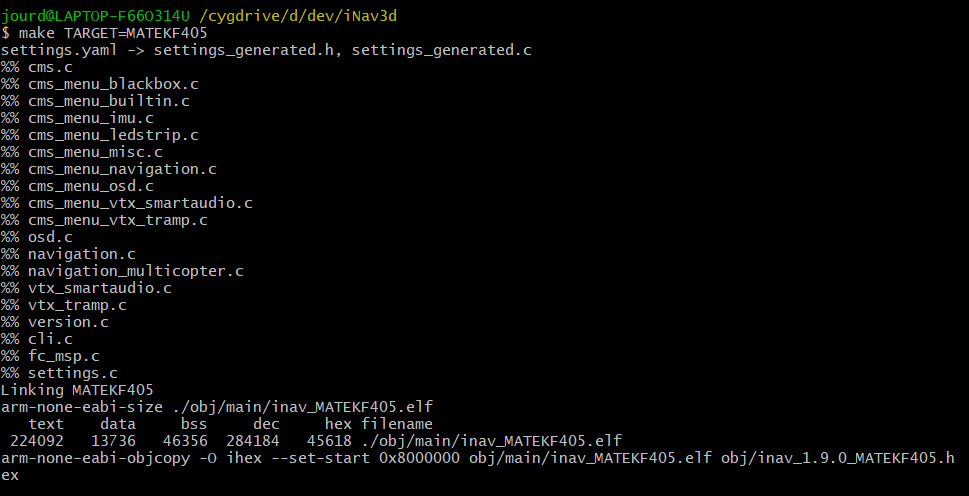 jourd@LAPTOP-F66O314U /cygdrive/d/dev/iNav3d
$ make TARGET=MATEKF405
settings.yaml -> settings_generated.h, settings_generated.c
%% cms.c
%% cms_menu_blackbox.c
%% cms_menu_builtin.c
%% cms_menu_imu.c
%% cms_menu_ledstrip.c
%% cms_menu_misc.c
%% cms_menu_navigation.c
%% cms_menu_osd.c
%% cms_menu_vtx_smartaudio.c
%% cms_menu_vtx_tramp.c
%% osd.c
%% navigation.c
%% navigation_multicopter.c
%% vtx_smartaudio.c
%% vtx_tramp.c
%% version.c
%% cli.c
%% fc_msp.c
%% settings.c
Linking MATEKF405
arm-none-eabi-size ./obj/main/inav_MATEKF405.elf
   text    data     bss     dec     hex filename
 224092   13736   46356  284184   45618 ./obj/main/inav_MATEKF405.elf
arm-none-eabi-objcopy -O ihex --set-start 0x8000000 obj/main/inav_MATEKF405.elf obj/inav_1.9.0_MATEKF405.h
ex